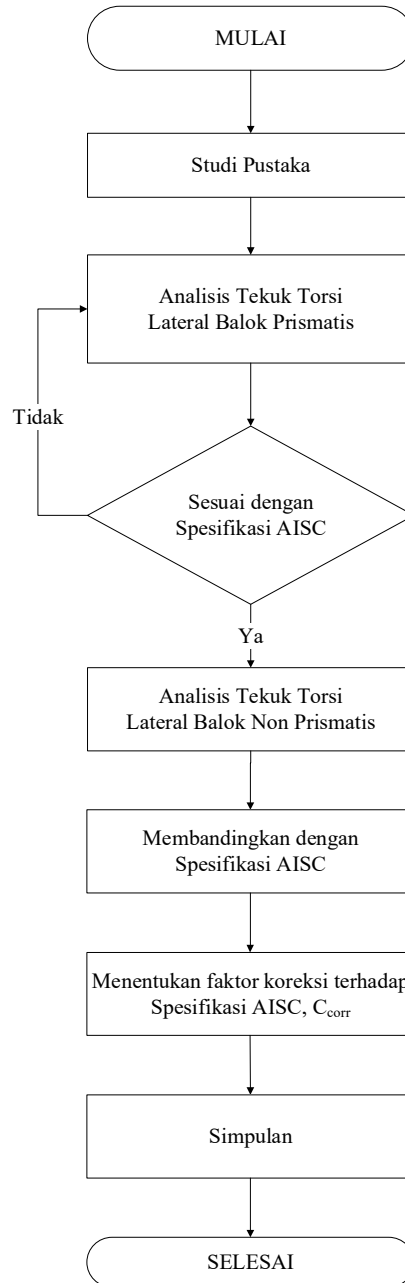 MULAI
Studi Pustaka
Analisis Tekuk Torsi
Lateral Balok Prismatis
Tidak
Sesuai dengan
Spesifikasi AISC
Ya
Analisis Tekuk Torsi
Lateral Balok Non Prismatis
Membandingkan dengan
Spesifikasi AISC
Menentukan faktor koreksi terhadap
Spesifikasi AISC, Ccorr
Simpulan
SELESAI